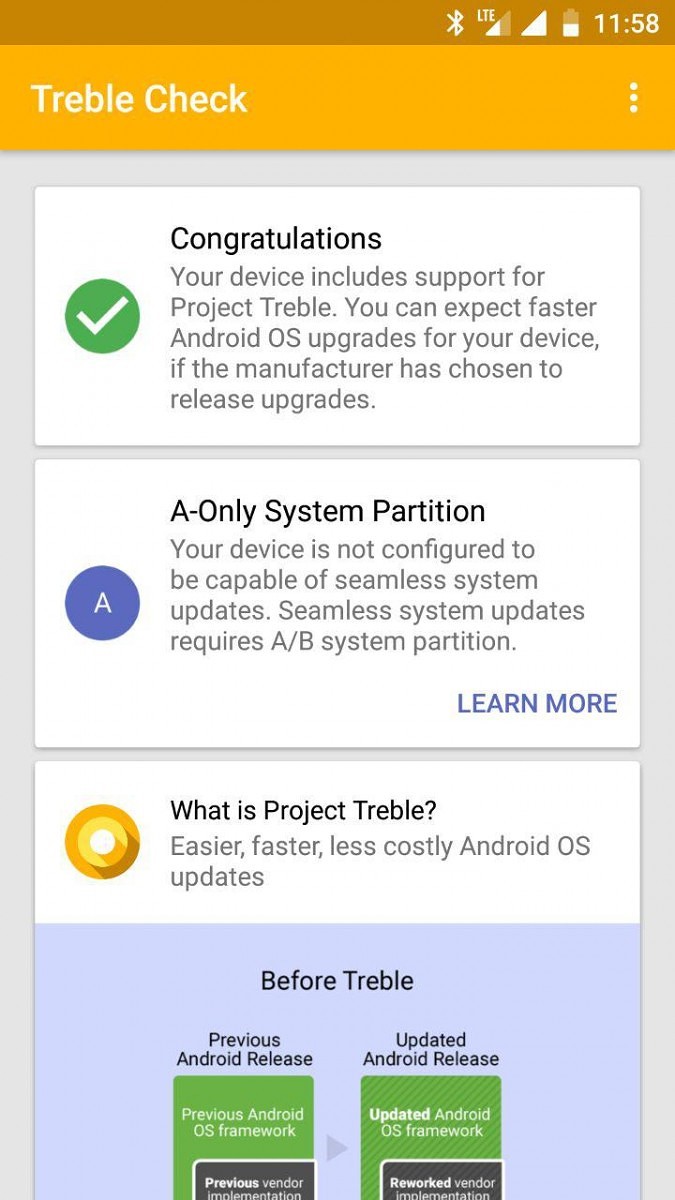 LTE 11:58
Treble Check
Congratulations
Your device includes support for
Project Treble. You can expect faster
Android OS upgrades for your device,
if the manufacturer has chosen to
release upgrades.
A-Only System Partition
Your device is not configured to
be capable of seamless system
updates. Seamless system updates
requires A/B system partition.
A
LEARN MORE
What is Project Treble?
Easier, faster, less costly Android OS
updates
Before Treble
Previous
Android Release
Updated
Android Release
Previous Android
OS framework
Updated Android
OS framework
Previous vendor
implementation
Reworked vendor
implementation